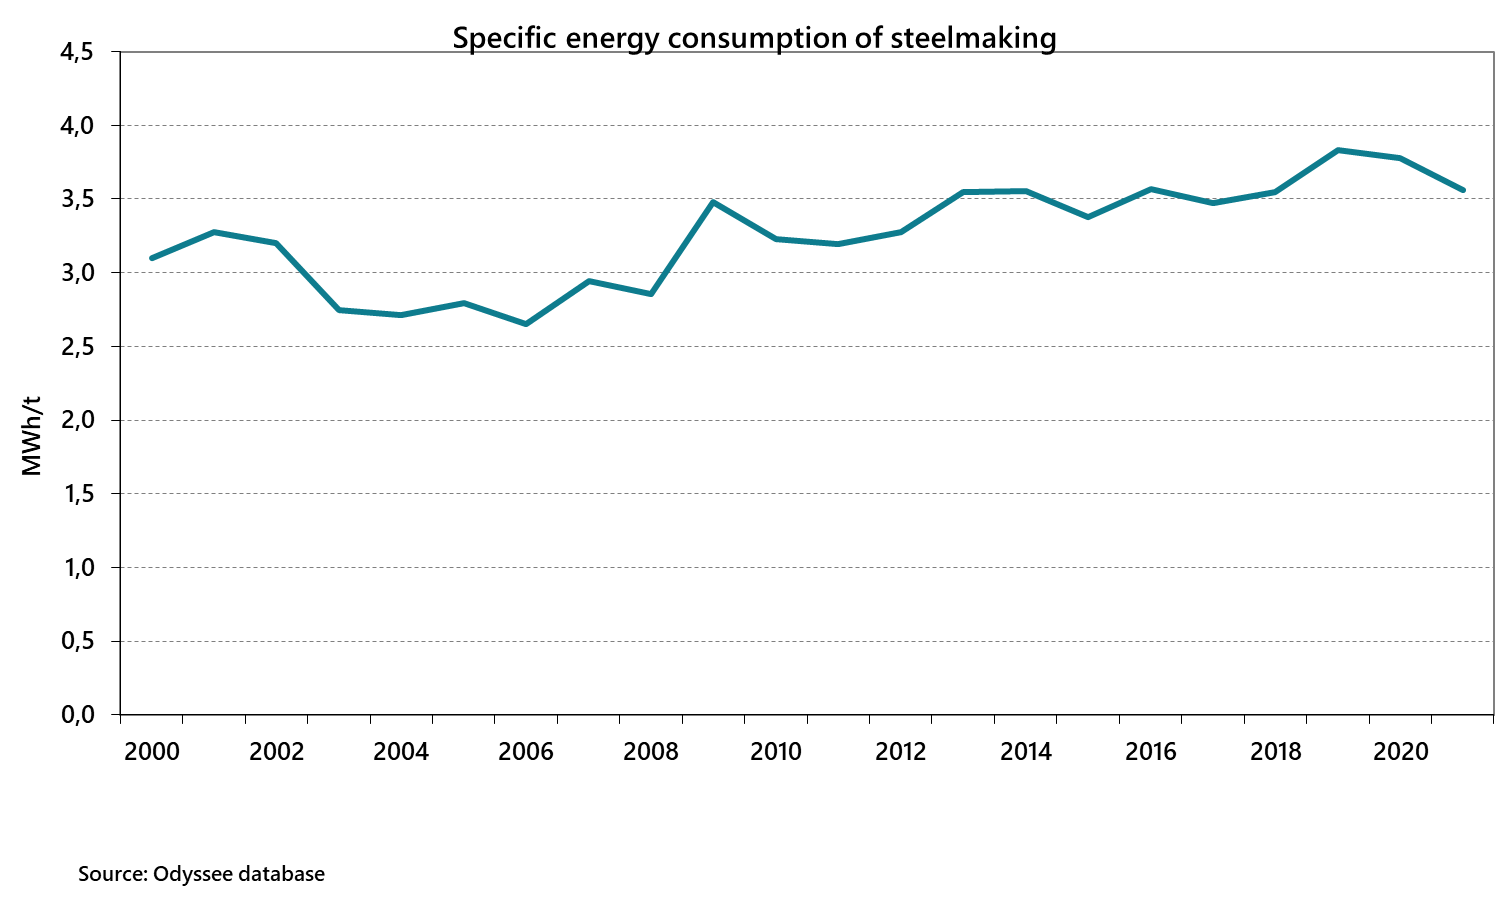 Specific energy consumption of steelmaking
4,5
4,0
3,5
3,0
2,5
2,0
1,5
1,0
0,5
0,0
MWh/t
2000 2002 2004 2006 2008 2010 2012 2014 2016 2018 2020
Source: Odyssee database